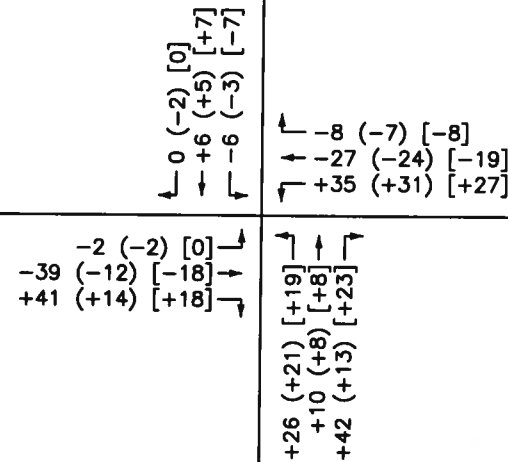 0 (-2) [0]
+6 (+5) [+7]
-6 (-3) [-7]
-8 (-7) [-8]
-27 (-24) [-19]
+35 (+31) [+27]
-2 (-2) [0]
-39 (-12) [-18]
+41 (+14) [+18]
+26 (+21) [+19]
+10 (+8) [+8]
+42 (+13) [+23]